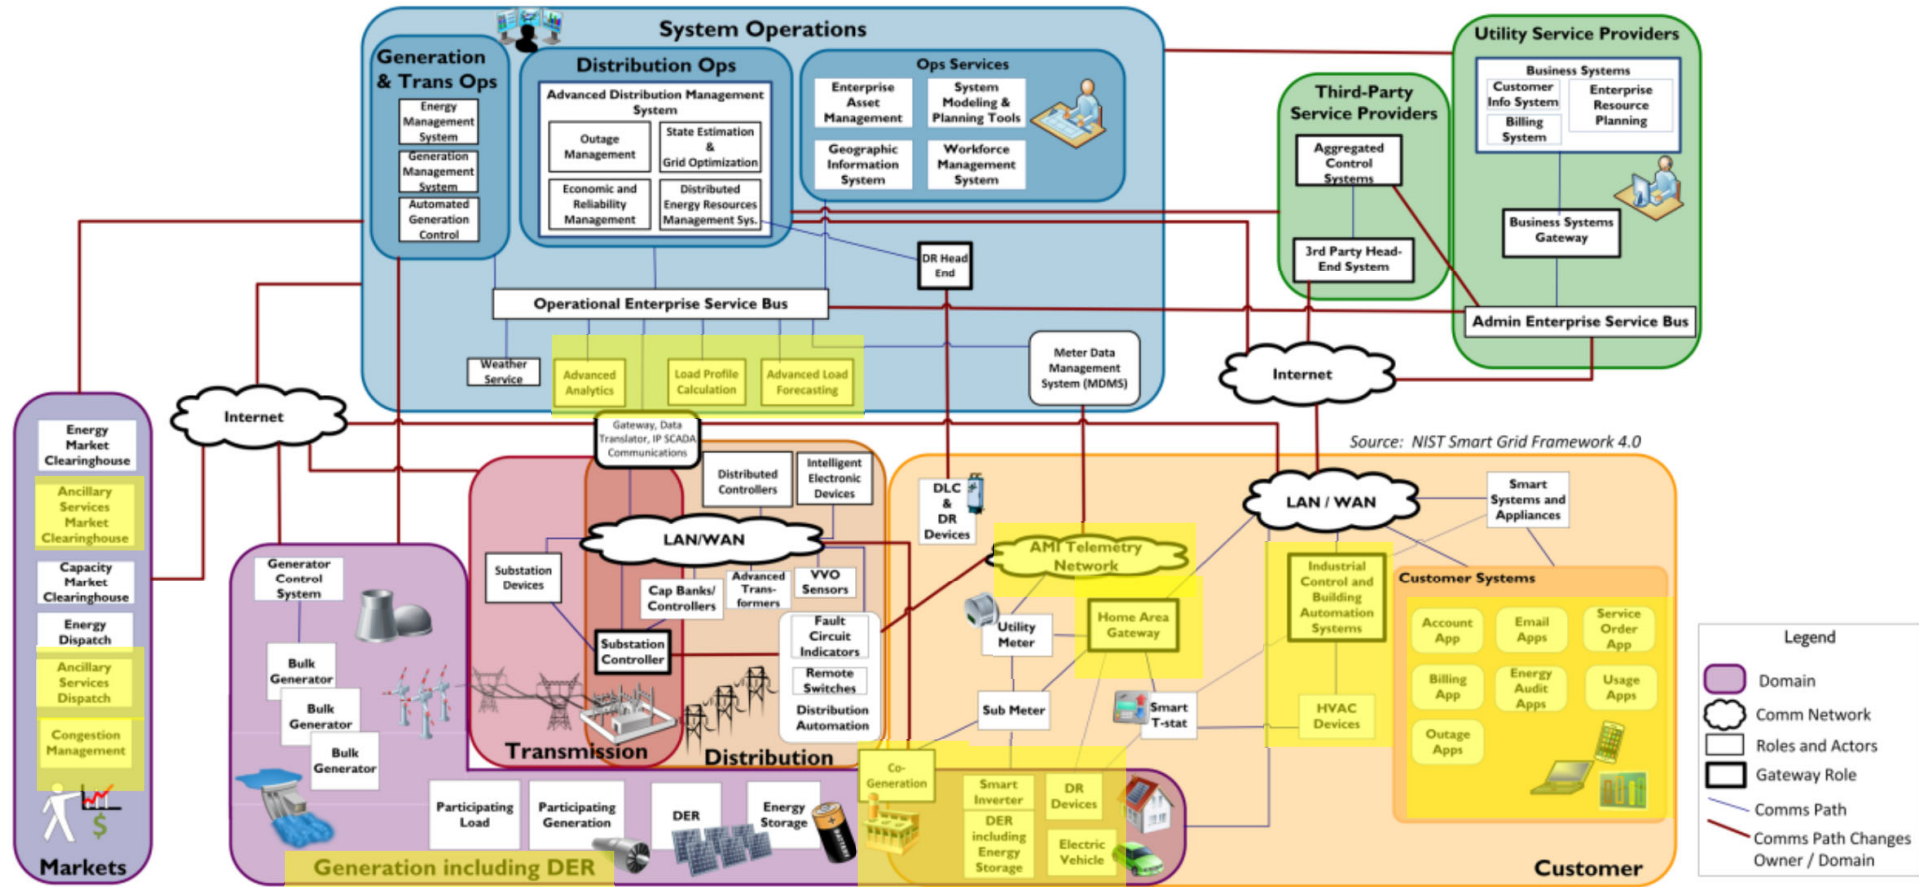 System Operations
Generation
& Trans Ops
Energy
Management
System
Generation
Management
System
Automated
Generation
Control
Distribution Ops
Advanced Distribution Management
System
Outage
Management
State Estimation
&
Grid Optimization
Economic and
Reliability
Management
Distributed
Energy Resources
Management Sys.
Ops Services
Enterprise
Asset
Management
System
Modeling &
Planning Tools
Geographic
Information
System
Workforce
Management
System
DR Head
End
Operational Enterprise Service Bus
Weather
Service
Advanced
Analytics
Load Profile
Calculation
Advanced Load
Forecasting
Meter Data
Management
System (MDMS)
Third-Party
Service Providers
Aggregated
Control
Systems
3rd Party Head-
End System
Utility Service Providers
Business Systems
Customer
Info System
Billing
System
Enterprise
Resource
Planning
Business Systems
Gateway
Admin Enterprise Service Bus
Internet
Internet
Source: NIST Smart Grid Framework 4.0
Energy
Market
Clearinghouse
Ancillary
Services
Market
Clearinghouse
Capacity
Market
Clearinghouse
Energy
Dispatch
Ancillary
Services
Dispatch
Congestion
Management
$
Markets
Generator
Control
System
Bulk
Generator
Bulk
Generator
Bulk
Generator
Participating
Load
Participating
Generation
DER
Energy
Storage
BATTERY
Generation including DER
Gateway, Data
Translator, IP SCADA
Communications
Distributed
Controllers
Intelligent
Electronic
Devices
LAN/WAN
Substation
Devices
Cap Banks/
Controllers
Advanced
Trans-
formers
VVO
Sensors
Substation
Controller
Fault
Circuit
Indicators
Remote
Switches
Distribution
Automation
Transmission
Distribution
DLC
&
DR
Devices
AMI Telemetry
Network
Utility
Meter
Home Area
Gateway
Sub Meter
Smart
T-stat
Co-
Generation
Smart
Inverter
DER
including
Energy
Storage
DR
Devices
Electric
Vehicle
LAN / WAN
Smart
Systems and
Appliances
Industrial
Control and
Building
Automation
Systems
HVAC
Devices
Customer Systems
Account
App
Email
Apps
Service
Order
App
Billing
App
Energy
Audit
Apps
Usage
Apps
Outage
Apps
Customer
Legend
Domain
Comm Network
Roles and Actors
Gateway Role
Comms Path
Comms Path Changes
Owner / Domain